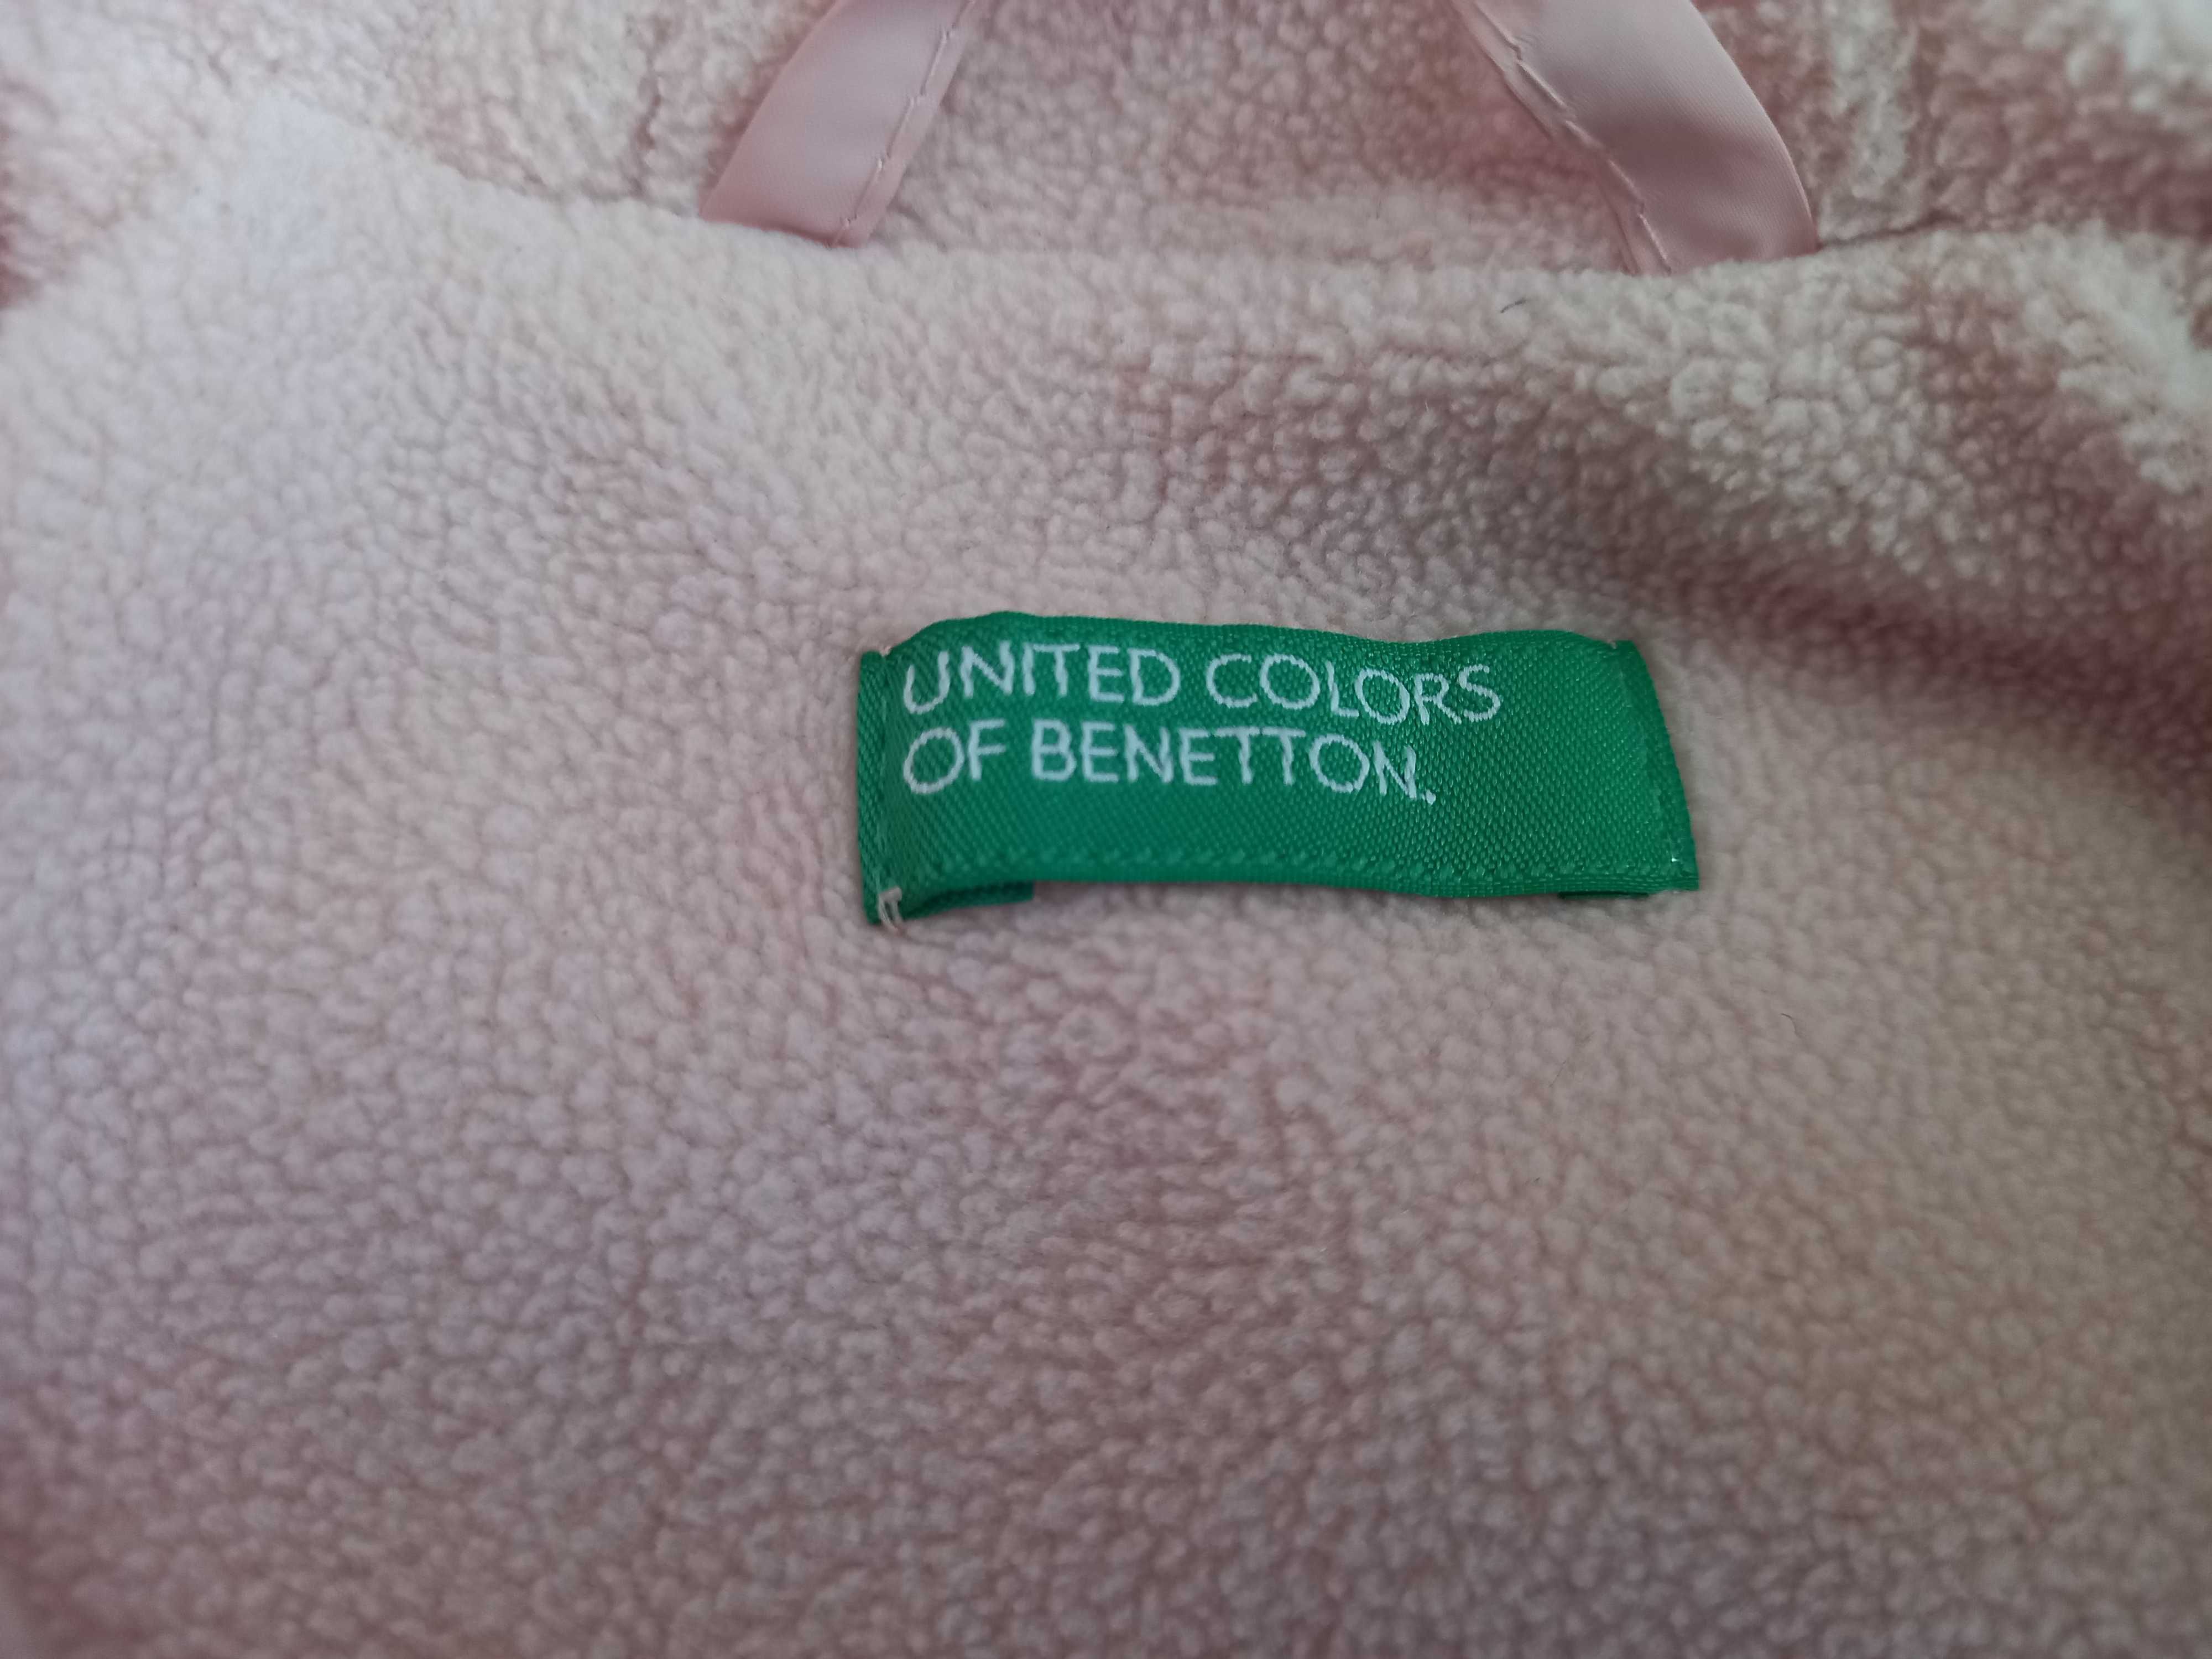 UNITED COLORS
OF BENETTON.